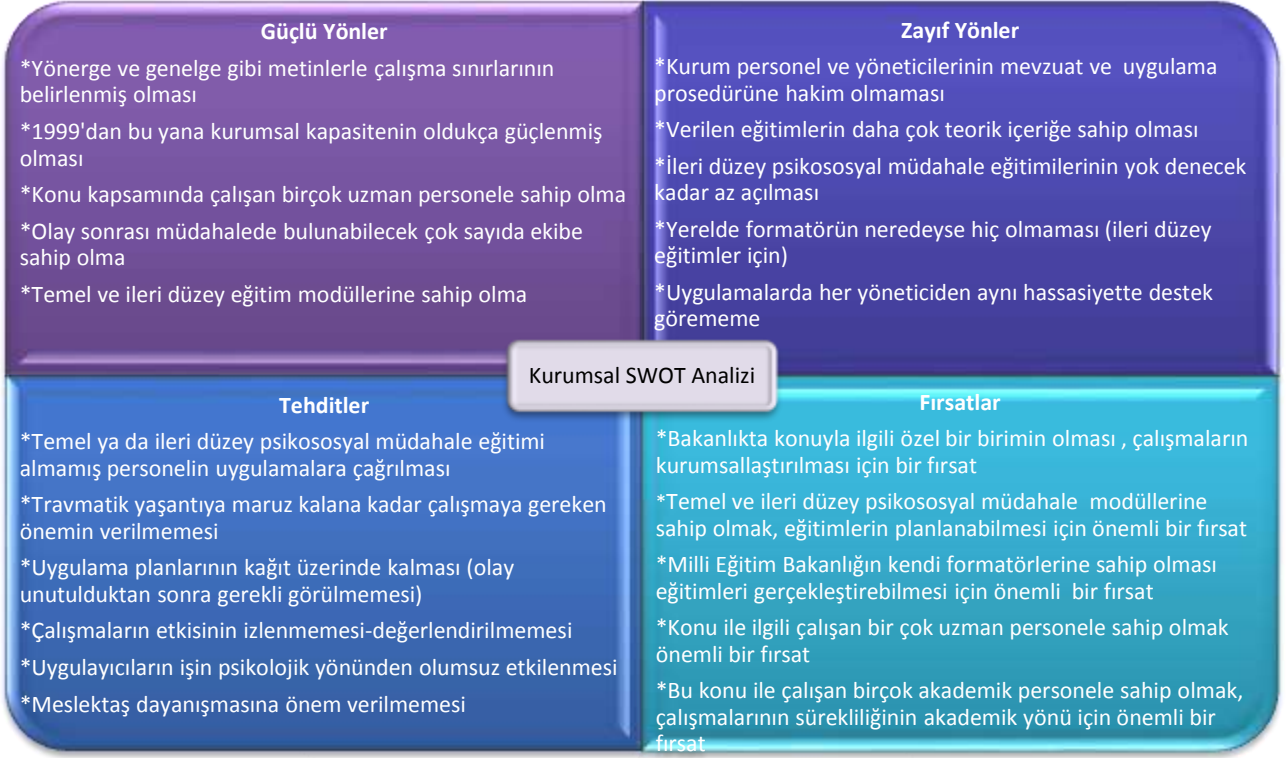 Güçlü Yönler
*Yönerge ve genelge gibi metinlerle çalışma sınırlarının
belirlenmiş olması
*1999'dan bu yana kurumsal kapasitenin oldukça güçlenmiş
olması
*Konu kapsamında çalışan birçok uzman personele sahip olma
*Olay sonrası müdahalede bulunabilecek çok sayıda ekibe
sahip olma
*Temel ve ileri düzey eğitim modüllerine sahip olma
Zayıf Yönler
*Kurum personel ve yöneticilerinin mevzuat ve uygulama
prosedürüne hakim olmaması
*Verilen eğitimlerin daha çok teorik içeriğe sahip olması
*İleri düzey psikososyal müdahale eğitimilerinin yok denecek
kadar az açılması
*Yerelde formatörün neredeyse hiç olmaması (ileri düzey
eğitimler için)
*Uygulamalarda her yöneticiden aynı hassasiyette destek
görememe
Kurumsal SWOT Analizi
Tehditler
*Temel ya da ileri düzey psikososyal müdahale eğitimi
almamış personelin uygulamalara çağrılması
*Travmatik yaşantıya maruz kalana kadar çalışmaya gereken
önemin verilmemesi
*Uygulama planlarının kağıt üzerinde kalması (olay
unutulduktan sonra gerekli görülmemesi)
*Çalışmaların etkisinin izlenmemesi-değerlendirilmemesi
*Uygulayıcıların işin psikolojik yönünden olumsuz etkilenmesi
*Meslektaş dayanışmasına önem verilmemesi
Fırsatlar
*Bakanlıkta konuyla ilgili özel bir birimin olması , çalışmaların
kurumsallaştırılması için bir fırsat
*Temel ve ileri düzey psikososyal müdahale modüllerine
sahip olmak, eğitimlerin planlanabilmesi için önemli bir fırsat
*Milli Eğitim Bakanlığın kendi formatörlerine sahip olması
eğitimleri gerçekleştirebilmesi için önemli bir fırsat
*Konu ile ilgili çalışan bir çok uzman personele sahip olmak
önemli bir fırsat
*Bu konu ile çalışan birçok akademik personele sahip olmak,
çalışmalarının sürekliliğinin akademik yönü için önemli bir
fırsat